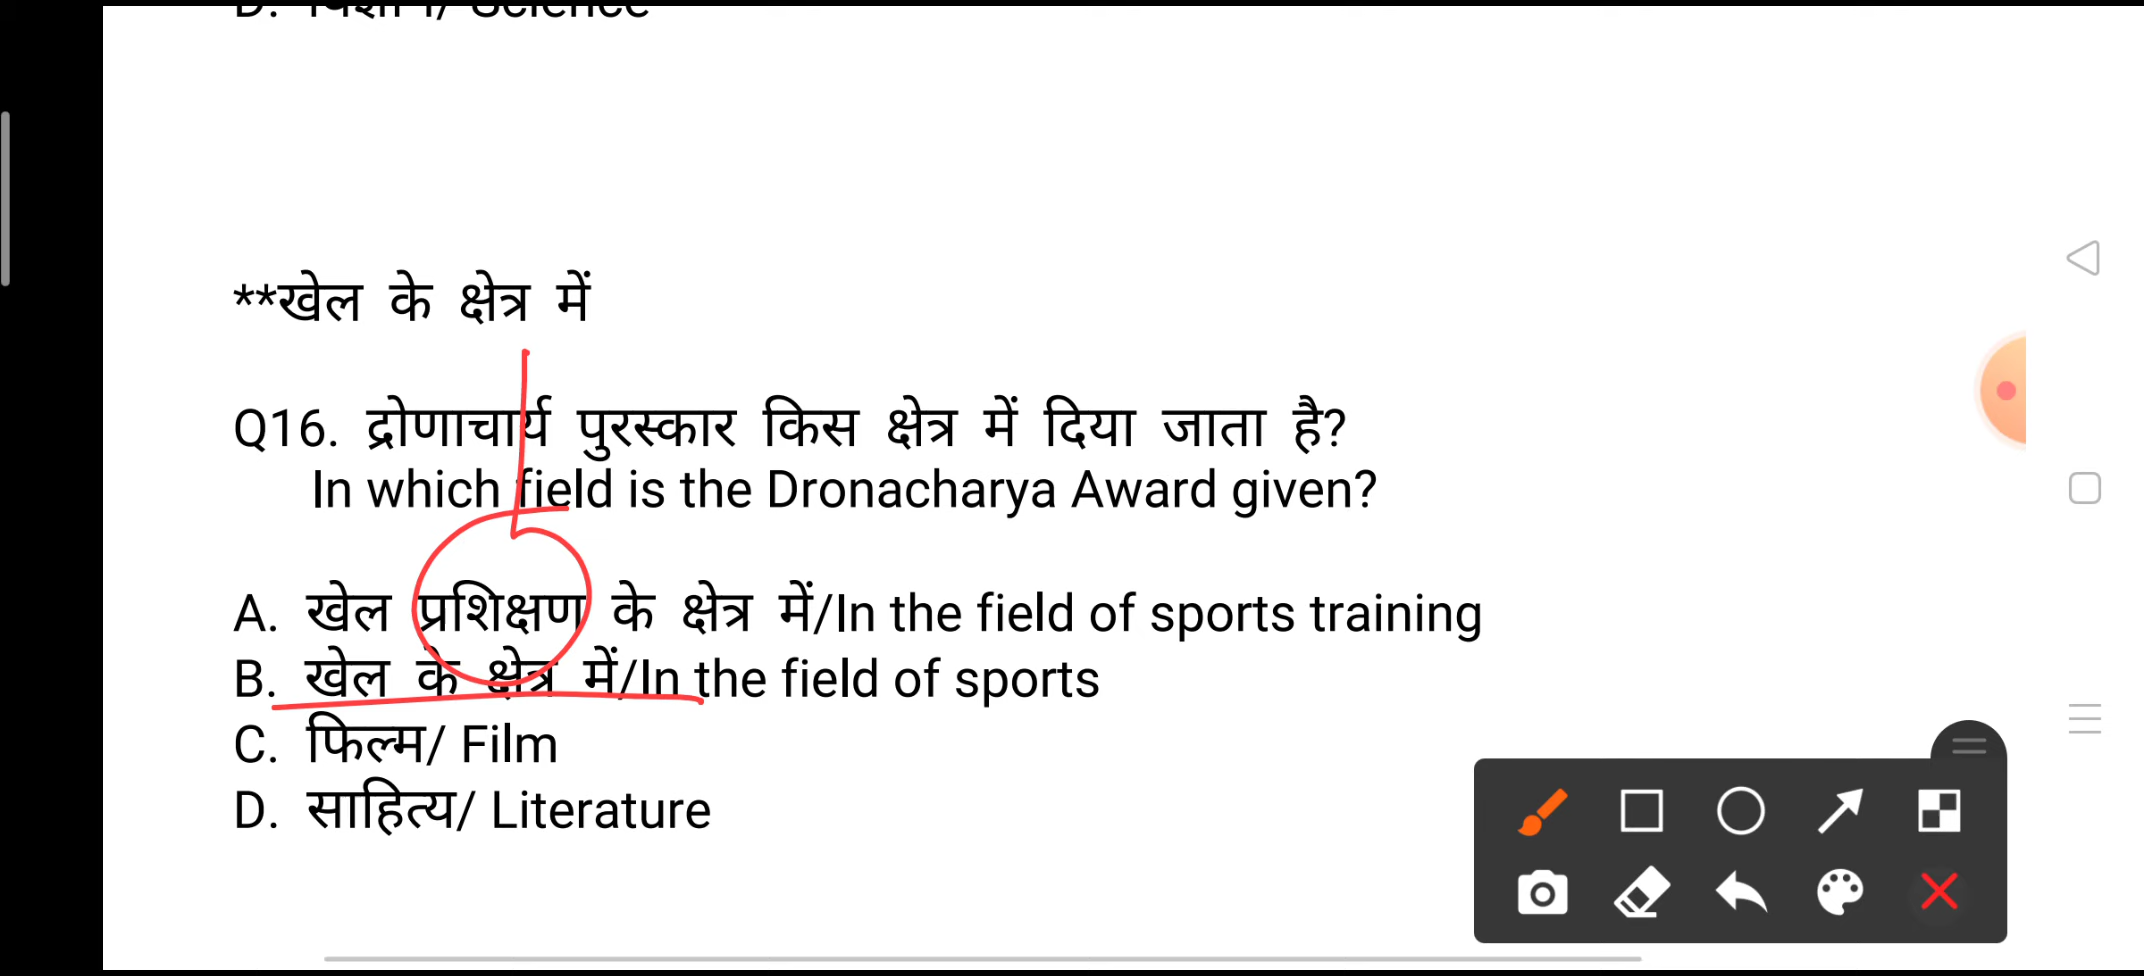 **खेल के क्षेत्र में
Q16. द्रोणाचार्य पुरस्कार किस क्षेत्र में दिया जाता है?
In which field is the Dronacharya Award given?
A. खेल प्रशिक्षण के क्षेत्र में/In the field of sports training
B. खेल के क्षेत्र में/In the field of sports
C. फिल्म/ Film
D. साहित्य/ Literature